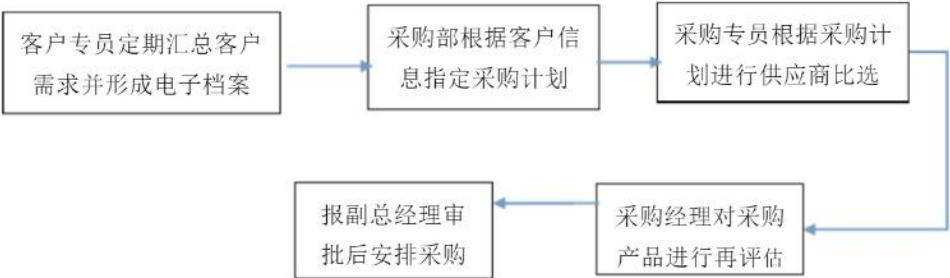 客户专员定期汇总客户
需求并形成电子档案
采购部根据客户信
息指定采购计划
采购专员根据采购计
划进行供应商比选
采购经理对采购
产品进行再评估
报副总经理审
批后安排采购